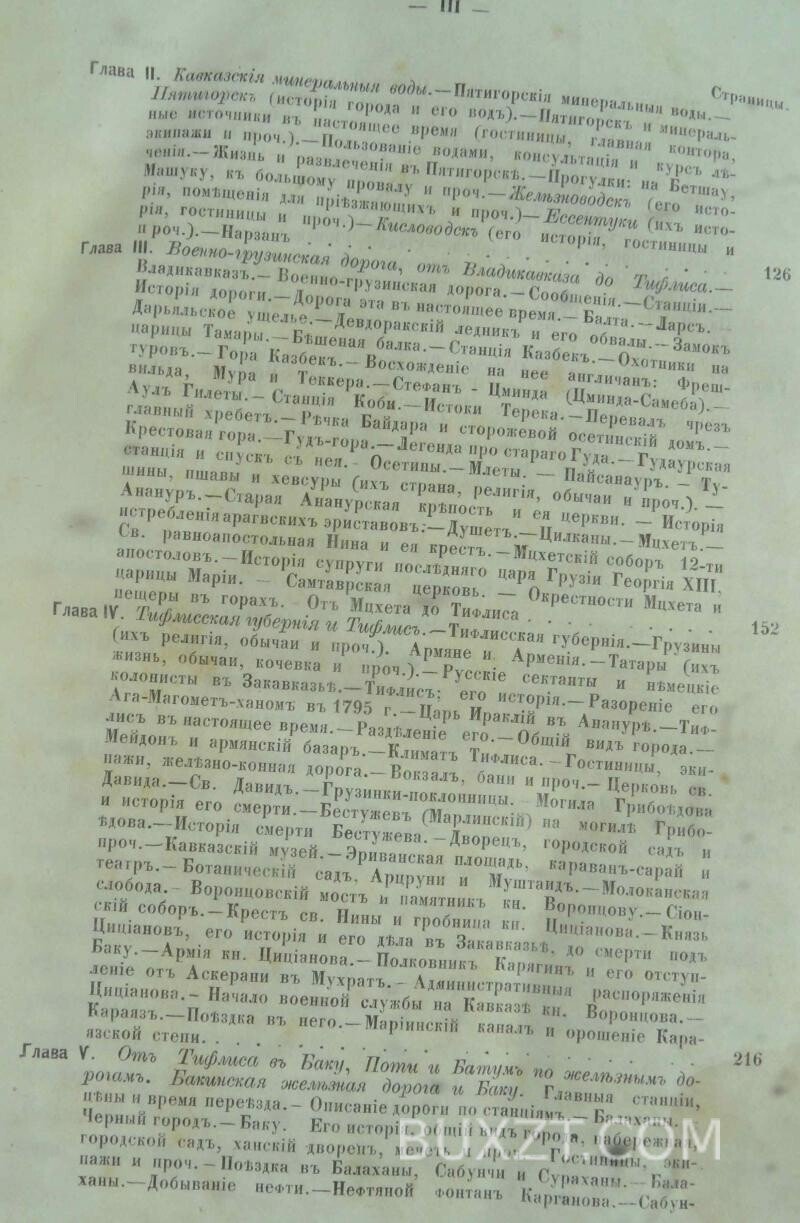 — III —
Страницы.
Глава II. Кавказскія минеральныя воды.—Пятигорскія минеральныя воды.—
Пятигорскъ (исторія города и его водъ).—Пятигорскъ и минераль-
ные источники въ настоящее время (гостинницы, главная контора,
экипажи и проч.).—Пользованіе водами, консультація и курсъ лѣ-
ченія.—Жизнь и развлеченія въ Пятигорскѣ.—Прогулки: на Бетшау,
Машуку, къ большому провалу и проч.—Желѣзноводскъ (его исто-
рія, помѣщенія для пріѣзжающихъ и проч.)—Ессентуки (ихъ исто-
рія, гостинницы и проч.)—Кисловодскъ (его исторія, гостинницы и
проч.).—Нарзанъ . . . . . . . . . . 126
Глава III. Военно-грузинская дорога, отъ Владикавказа до Тифлиса.—
Владикавказъ.—Военно-грузинская дорога.—Сообщенія.—Станціи.—
Исторія дороги.—Дорога эта въ настоящее время.—Балта.—Ларсъ.
Дарьяльское ущелье.—Девдоракскій ледникъ и его обвалы.—Замокъ
царицы Тамары.—Бѣшеная балка.—Станція Казбекъ.—Охотники на
туровъ.—Гора Казбекъ.—Восхожденіе на нее англичанъ: Фреш-
вильда, Мура и Теккера.—Стефанъ-Цминда (Цминда-Самеба).—
Аулъ Гилеты.—Станція Коби.—Истоки Терека.—Перевалъ чрезъ
главный хребетъ.—Рѣчка Байдара и сторожевой осетинскій домъ.—
Крестовая гора.—Гудъ-гора.—Легенда про стараго Гуда.—Гудаурская
станція и спускъ съ нея.—Осетины.—Млеты. — Пайсанауръ. — Ту-
шины, пшавы и хевсуры (ихъ страна, религія, обычаи и проч.). —
Анануръ.—Старая Ананурская крѣпость и ея церкви. — Исторія
истребленія арагвскихъ эриставовъ.—Душетъ.—Цилканы.—Мцхетъ.—
Св. равноапостольная Нина и ея крестъ.—Мцхетскій соборъ 12-ти
апостоловъ.—Исторія супруги послѣдняго царя Грузіи Георгія XIII,
царицы Маріи. — Самтаврская церковь. — Окрестности Мцхета и
пещеры въ горахъ. Отъ Мцхета до Тифлиса . . . . . 152
Глава IV. Тифлисская губернія и Тифлисъ.—Тифлисская губернія.—Грузины
(ихъ религія, обычаи и проч.). Армяне и Арменія.—Татары (ихъ
жизнь, обычаи, кочевка и проч.).—Русскіе сектанты и нѣмецкіе
колонисты въ Закавказьѣ.—Тифлисъ: его исторія.—Разореніе его
Ага-Магометъ-ханомъ въ 1795 г.—Царь Ираклій въ Анануръ.—Тиф-
лисъ въ настоящее время.—Раздѣленіе его.—Общій видъ города.—
Мейдонъ и армянскій базаръ.—Климатъ Тифлиса.—Гостинницы, эки-
пажи, желѣзно-конная дорога.—Вокзалъ, бани и проч.—Церковь св.
Давида.—Св. Давидъ.—Грузинки-поклонницы. Могила Грибоѣдова
и исторія его смерти.—Бестужевъ (Марлинскій) на могилѣ Грибо-
ѣдова.—Исторія смерти Бестужева.—Дворецъ, городской садъ и
проч.—Кавказскій музей.—Эриванская площадь, караванъ-сарай и
театръ.—Ботаническій садъ, Арцруни и Муштаидъ.—Молоканская
слобода.—Воронцовскій мостъ и памятникъ кн. Воронцову.—Сіон-
скій соборъ.—Крестъ св. Нины и гробница кн. Циціанова.—Князь
Циціановъ, его исторія и его дѣла въ Закавказьѣ, до смерти подъ
Баку.—Армія кн. Циціанова.—Полковникъ Карягинъ и его отступ-
леніе отъ Аскерани въ Мухратъ.—Административныя распоряженія
Циціанова.—Начало военной службы на Кавказѣ кн. Воронцова.—
Караязъ.—Поѣздка въ него.—Маріинскій каналъ и орошеніе Кара-
язской степи. . . . . . . . . . . 216
Глава V. Отъ Тифлиса въ Баку, Поти и Батумъ по желѣзнымъ до-
рогамъ. Бакинская желѣзная дорога и Баку. Главныя станціи,
цѣны и время переѣзда.—Описаніе дороги по станціямъ.—Балаханы.
Черный городъ.—Баку. Его исторія, общій видъ города, набережная,
городской садъ, ханскій дворецъ, мечеть и проч. Гостинницы, эки-
пажи и проч.—Поѣздка въ Балаханы, Сабунчи и Сураханы.—Бала-
ханы.—Добываніе нефти.—Нефтяной фонтанъ Карганова.—Сабун-
BUXZT.COM